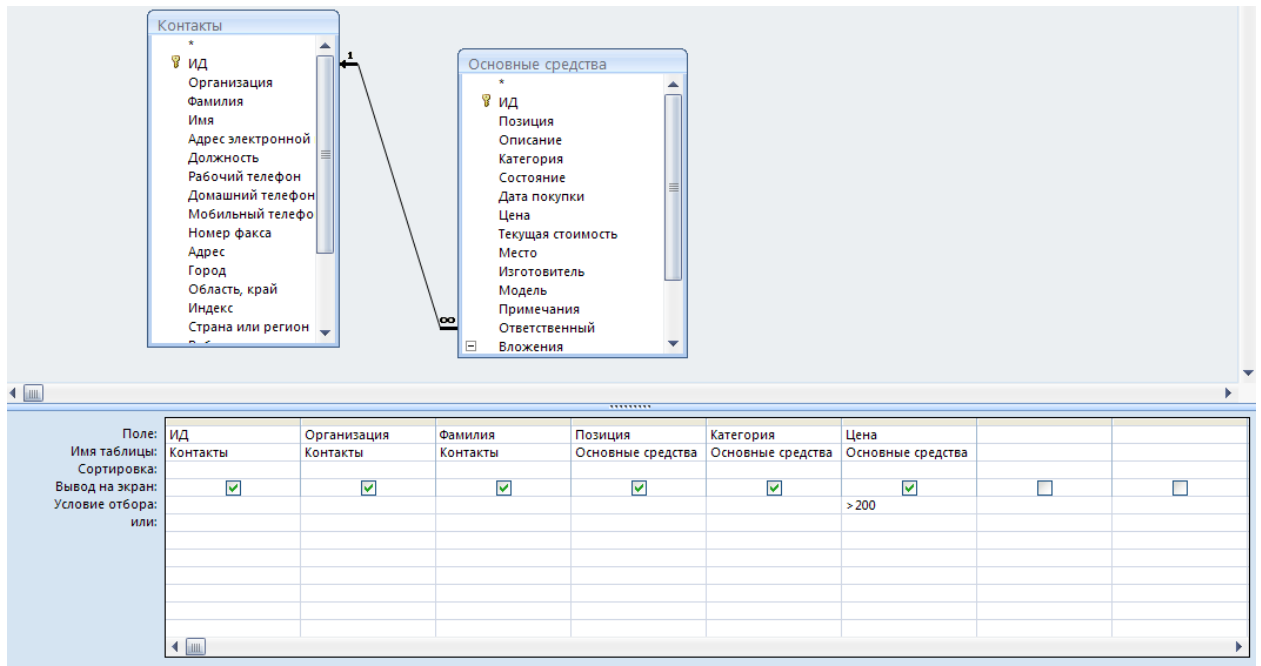 Контакты
*
ИД
Организация
Фамилия
Имя
Адрес электронной
Должность
Рабочий телефон
Домашний телефон
Мобильный телефо
Номер факса
Адрес
Город
Область, край
Индекс
Страна или регион
1
∞
Основные средства
*
ИД
Позиция
Описание
Категория
Состояние
Дата покупки
Цена
Текущая стоимость
Место
Изготовитель
Модель
Примечания
Ответственный
Вложения
Поле: ИД Организация Фамилия Позиция Категория Цена
Имя таблицы: Контакты Контакты Контакты Основные средства Основные средства Основные средства
Сортировка:
Вывод на экран:
Условие отбора: >200
или: